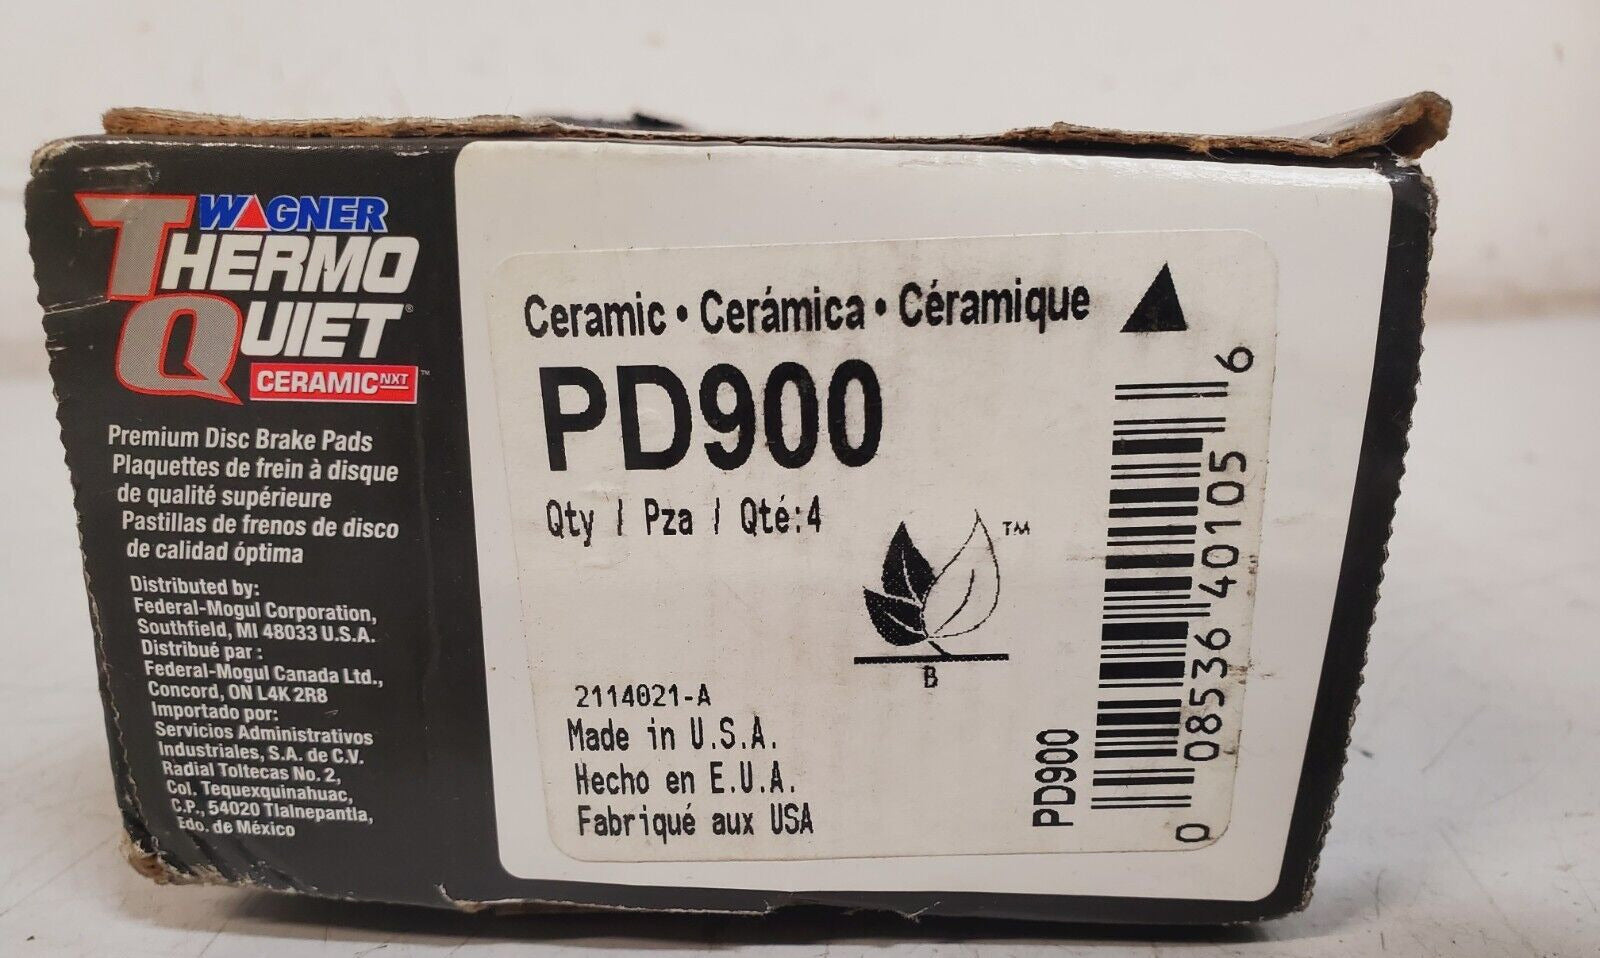 WAGNER
THERMO
QUIET®
CERAMIC NXT™
Premium Disc Brake Pads
Plaquettes de frein à disque
de qualité supérieure
Pastillas de frenos de disco
de calidad óptima
Distributed by:
Federal-Mogul Corporation,
Southfield, MI 48033 U.S.A.
Distribué par :
Federal-Mogul Canada Ltd.,
Concord, ON L4K 2R8
Importado por:
Servicios Administrativos
Industriales, S.A. de C.V.
Radial Toltecas No. 2,
Col. Tequexquinahuac,
C.P., 54020 Tlalnepantla,
Edo. de México
Ceramic • Cerámica • Céramique
PD900
Qty / Pza / Qté:4
TM
B
2114021-A
Made in U.S.A.
Hecho en E.U.A.
Fabriqué aux USA
PD900
0 08536 40105 6